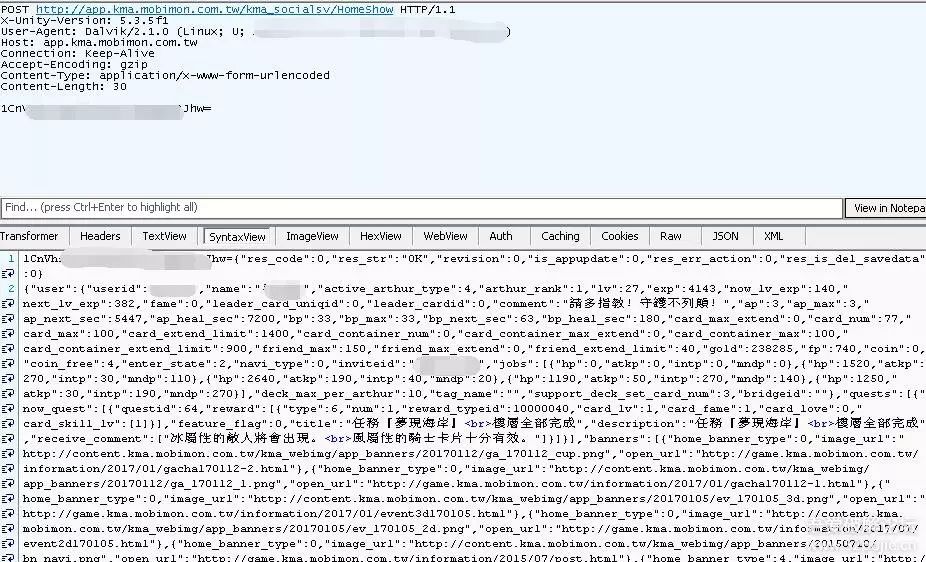 POST http://app.kma.mobimon.com.tw/kma_socialsv/HomeShow HTTP/1.1
X-Unity-Version: 5.3.5f1
User-Agent: Dalvik/2.1.0 (Linux; U; )
Host: app.kma.mobimon.com.tw
Connection: Keep-Alive
Accept-Encoding: gzip
Content-Type: application/x-www-form-urlencoded
Content-Length: 30
1CnV Jhw=
Find... (press Ctrl+Enter to highlight all)
View in Notepa
Transformer Headers TextView SyntaxView ImageView HexView WebView Auth Caching Cookies Raw JSON XML
1 1CnVh Jhw={"res_code":0,"res_str":"OK","revision":0,"is_appupdate":0,"res_err_action":0,"res_is_del_savedata"
:0}
2 {"user":{"userid": ,"name":" ","active_arthur_type":4,"arthur_rank":1,"lv":27,"exp":4143,"now_lv_exp":140,
"next_lv_exp":382,"fame":0,"leader_card_uniqid":0,"leader_cardid":0,"comment":"請多指教! 守護不列顛! ","ap":3,"ap_max":3,
"ap_next_sec":5447,"ap_heal_sec":7200,"bp":33,"bp_max":33,"bp_next_sec":63,"bp_heal_sec":180,"card_max_extend":0,"card_num":77,
"card_max":100,"card_extend_limit":1400,"card_container_num":0,"card_container_max_extend":0,"card_container_max":100,
"card_container_extend_limit":900,"friend_max":150,"friend_max_extend":0,"friend_extend_limit":40,"gold":238285,"fp":740,"coin":0,
"coin_free":4,"enter_state":2,"navi_type":0,"inviteid": ,"jobs":[{"hp":0,"atkp":0,"intp":0,"mndp":0},{"hp":1520,"atkp":
270,"intp":30,"mndp":110},{"hp":2640,"atkp":190,"intp":40,"mndp":20},{"hp":1190,"atkp":50,"intp":270,"mndp":140},{"hp":1250,"
atkp":30,"intp":190,"mndp":270}],"deck_max_per_arthur":10,"tag_name":"","support_deck_set_card_num":3,"bridgeid":""},"quests":[{"
now_quest":[{"questid":64,"reward":[{"type":6,"num":1,"reward_typeid":10000040,"card_lv":1,"card_fame":1,"card_love":0,"
card_skill_lv":[1]}],"feature_flag":0,"title":"任務『夢現海岸』<br>樓層全部完成","description":"任務『夢現海岸』<br>樓層全部完成"
,"receive_comment":["冰屬性的敵人將會出現。<br>風屬性的騎士卡片十分有效。"]}]}],"banners":[{"home_banner_type":0,"image_url":"
http://content.kma.mobimon.com.tw/kma_webimg/app_banners/20170112/ga_170112_cup.png","open_url":"http://game.kma.mobimon.com.tw/
information/2017/01/gacha170112-2.html"},{"home_banner_type":0,"image_url":"http://content.kma.mobimon.com.tw/kma_webimg/
app_banners/20170112/ga_170112_1.png","open_url":"http://game.kma.mobimon.com.tw/information/2017/01/gacha170112-1.html"},{"
home_banner_type":0,"image_url":"http://content.kma.mobimon.com.tw/kma_webimg/app_banners/20170105/ev_170105_3d.png","open_url":"
http://game.kma.mobimon.com.tw/information/2017/01/event3d170105.html"},{"home_banner_type":0,"image_url":"http://content.kma.
mobimon.com.tw/kma_webimg/app_banners/20170105/ev_170105_2d.png","open_url":"http://game.kma.mobimon.com.tw/information/2017/01/
event2d170105.html"},{"home_banner_type":0,"image_url":"http://content.kma.mobimon.com.tw/kma_webimg/app_banners/20150710/
bn_navi.png","open_url":"http://game.kma.mobimon.com.tw/information/2015/07/post.html"},{"home_banner_type":4,"image_url":"